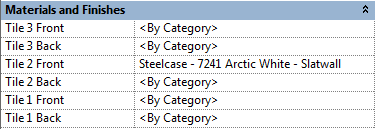 Materials and Finishes
Tile 3 Front <By Category>
Tile 3 Back <By Category>
Tile 2 Front Steelcase - 7241 Arctic White - Slatwall
Tile 2 Back <By Category>
Tile 1 Front <By Category>
Tile 1 Back <By Category>